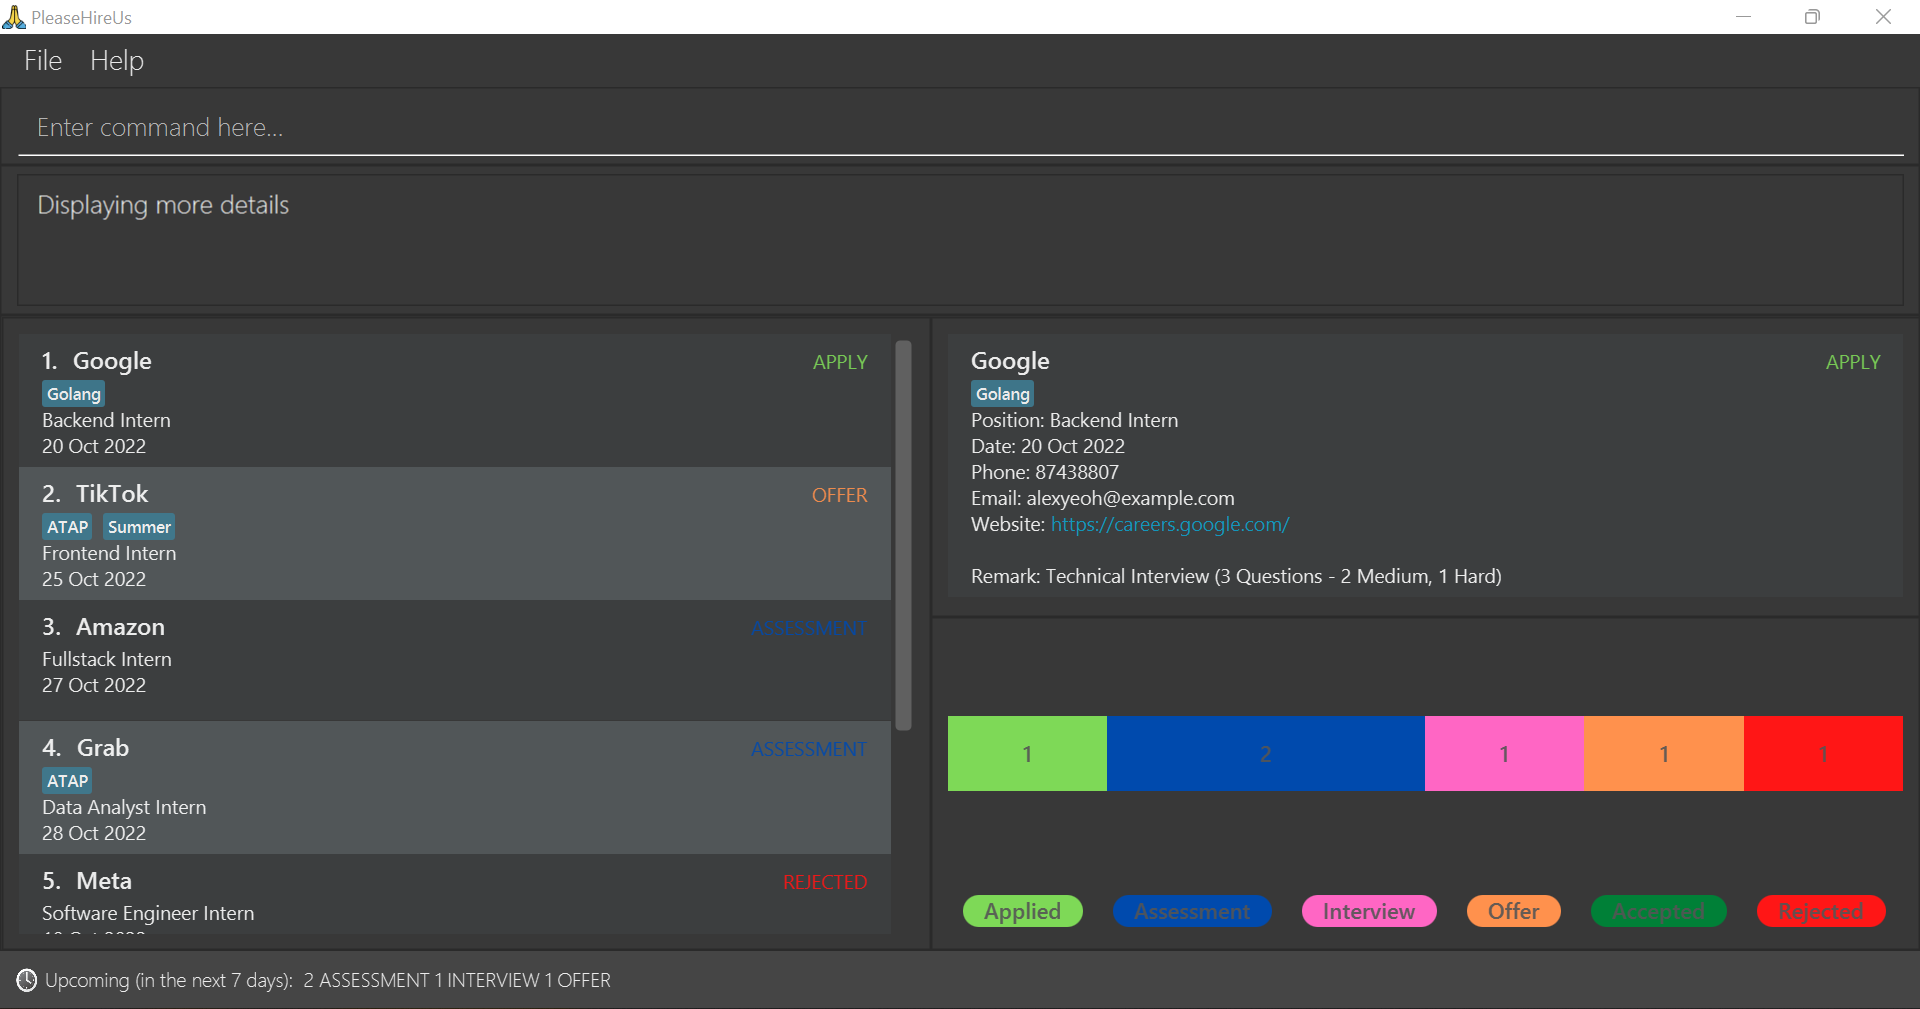 PleaseHireUs
File Help
Enter command here...
Displaying more details
1. Google APPLY
Golang
Backend Intern
20 Oct 2022
2. TikTok OFFER
ATAP Summer
Frontend Intern
25 Oct 2022
3. Amazon ASSESSMENT
Fullstack Intern
27 Oct 2022
4. Grab ASSESSMENT
ATAP
Data Analyst Intern
28 Oct 2022
5. Meta REJECTED
Software Engineer Intern
Google APPLY
Golang
Position: Backend Intern
Date: 20 Oct 2022
Phone: 87438807
Email: alexyeoh@example.com
Website: https://careers.google.com/
Remark: Technical Interview (3 Questions - 2 Medium, 1 Hard)
1 2 1 1 1
Applied Assessment Interview Offer Accepted Rejected
Upcoming (in the next 7 days): 2 ASSESSMENT 1 INTERVIEW 1 OFFER